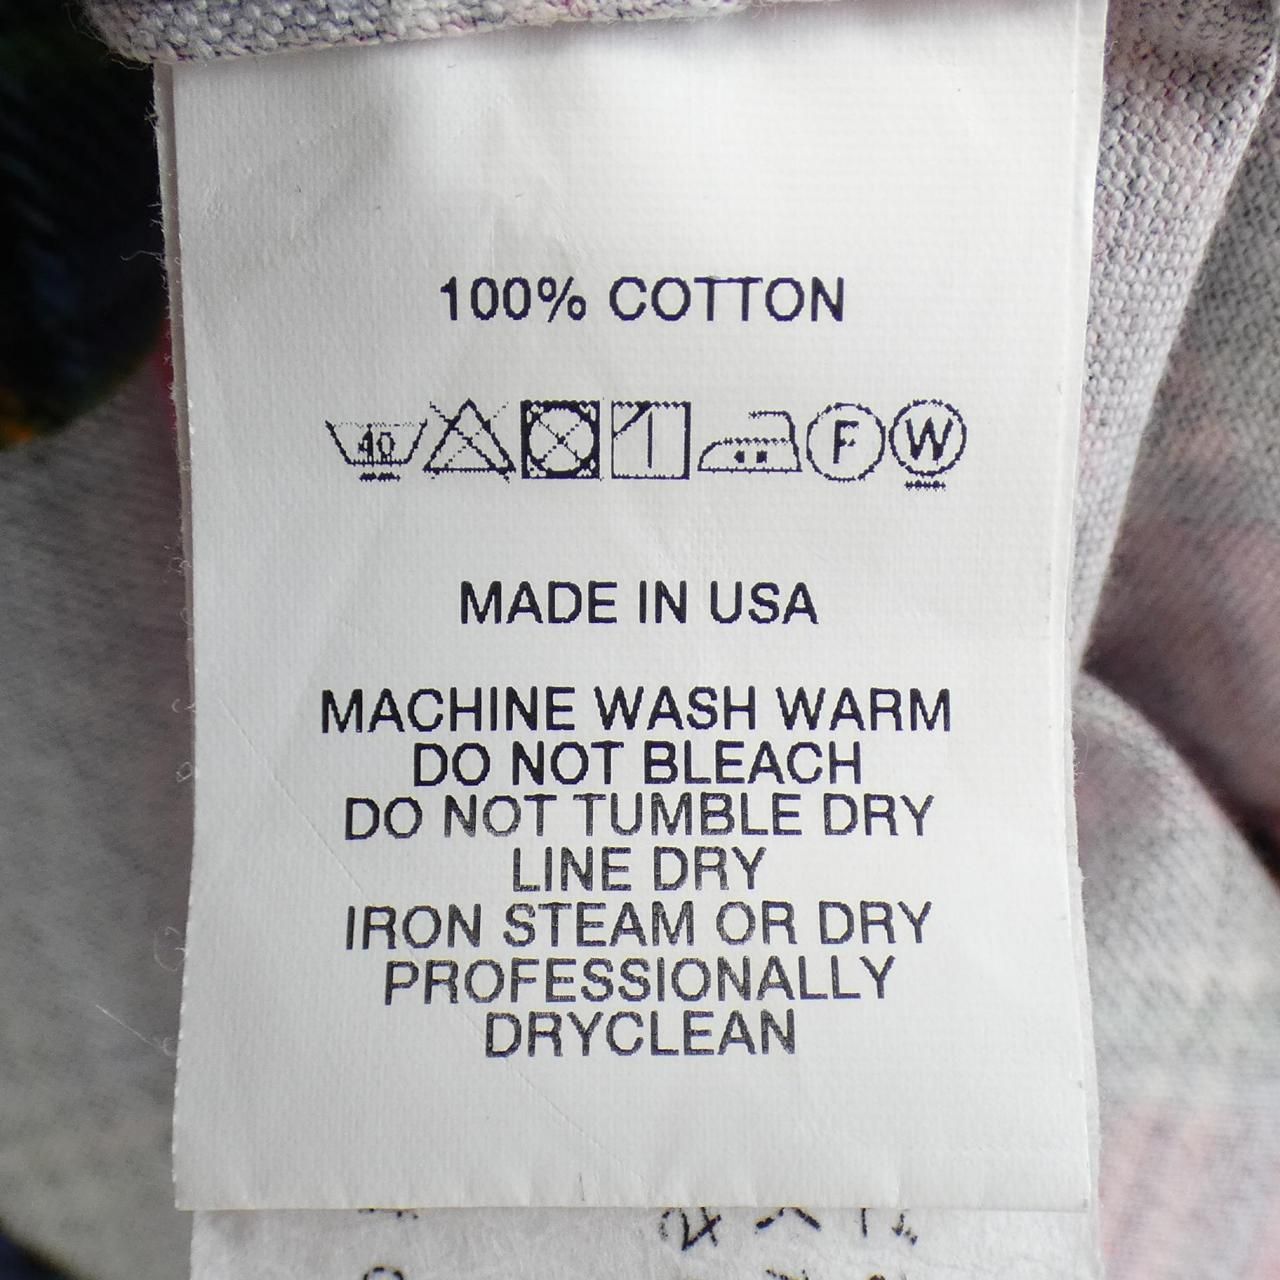 100% COTTON
40
F W
MADE IN USA
MACHINE WASH WARM
DO NOT BLEACH
DO NOT TUMBLE DRY
LINE DRY
IRON STEAM OR DRY
PROFESSIONALLY
DRYCLEAN